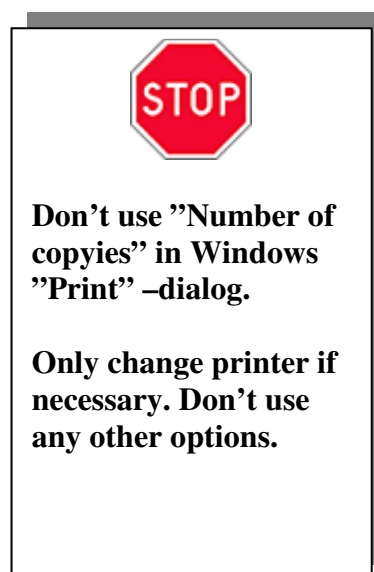 STOP
Don’t use ”Number of
copyies” in Windows
”Print” –dialog.
Only change printer if
necessary. Don’t use
any other options.